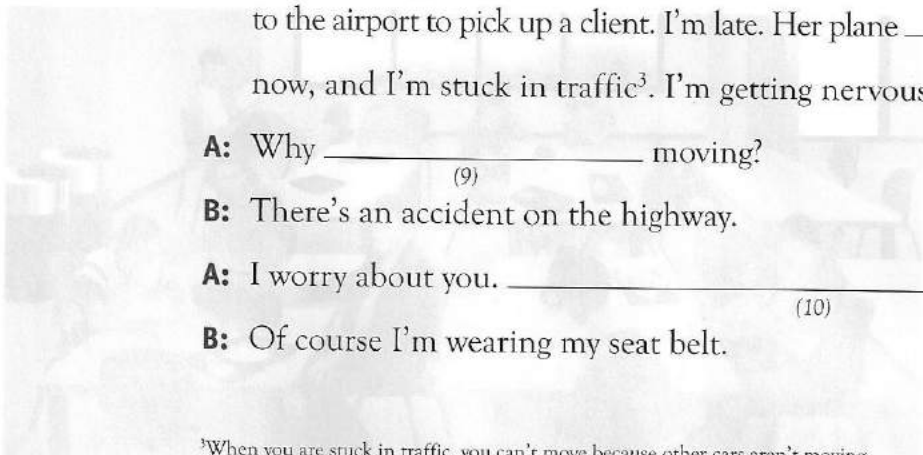 to the airport to pick up a client. I'm late. Her plane
now, and I'm stuck in traffic³. I'm getting nervous
A: Why ____________ moving?
(9)
B: There's an accident on the highway.
A: I worry about you. ____________
(10)
B: Of course I'm wearing my seat belt.
³When you are stuck in traffic, you can't move because other cars aren't moving